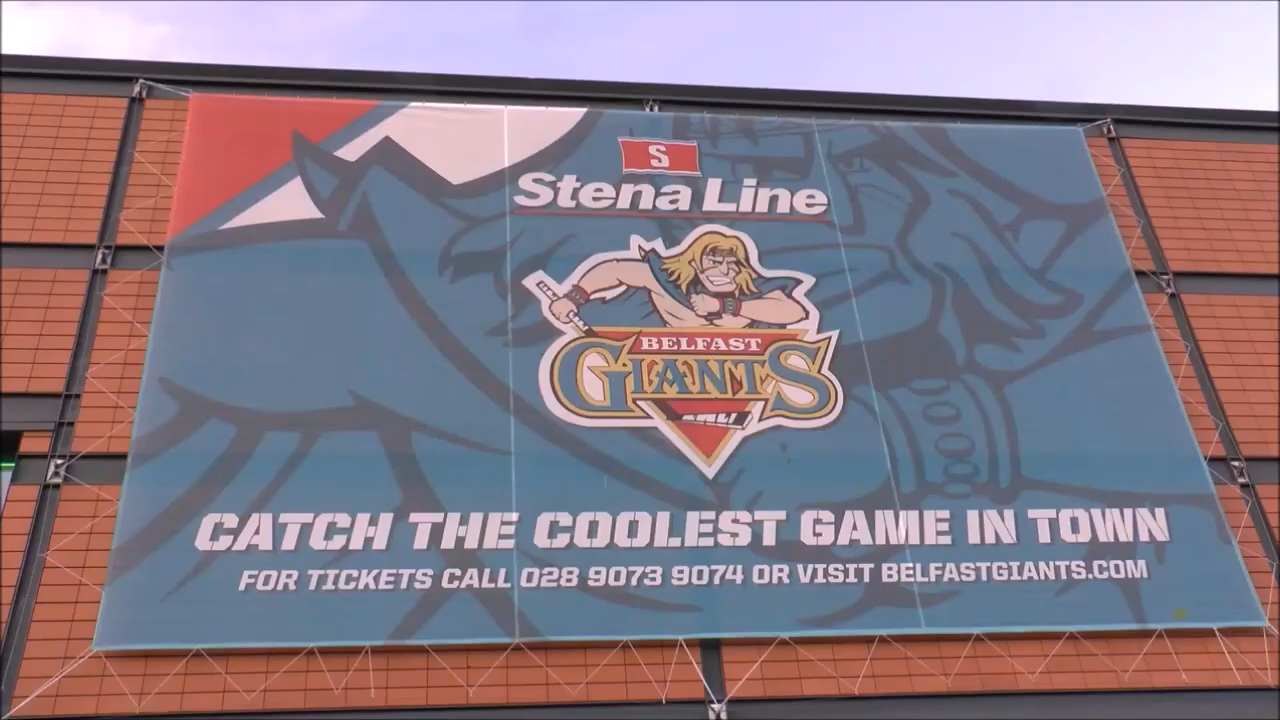 S
Stena Line
BELFAST
GIANTS
CATCH THE COOLEST GAME IN TOWN
FOR TICKETS CALL 028 9073 9074 OR VISIT BELFASTGIANTS.COM